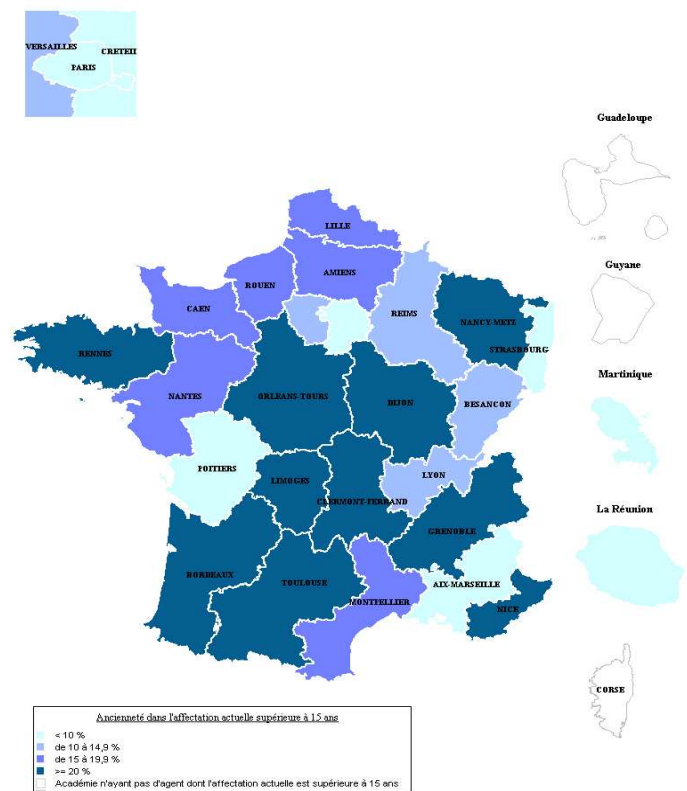 VERSAILLES
CRETEIL
PARIS
Guadeloupe
LILLE
AMIENS
Guyane
ROUEN
CAEN
REIMS
NANCY-METZ
STRASBOURG
RENNES
Martinique
NANTES
ORLEANS-TOURS
DIJON
BESANCON
POITIERS
LIMOGES
LYON
CLERMONT-FERRAND
La Réunion
GRENOBLE
BORDEAUX
TOULOUSE
AIX-MARSEILLE
MONTPELLIER
NICE
CORSE
Ancienneté dans l'affectation actuelle supérieure à 15 ans
< 10 %
de 10 à 14,9 %
de 15 à 19,9 %
>= 20 %
Académie n'ayant pas d'agent dont l'affectation actuelle est supérieure à 15 ans